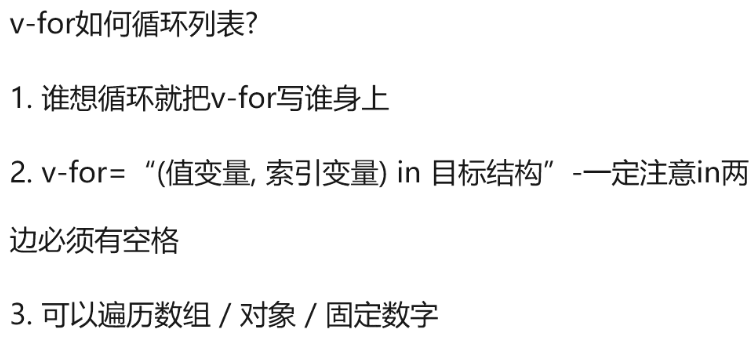 v-for如何循环列表?
1. 谁想循环就把v-for写谁身上
2. v-for=“(值变量, 索引变量) in 目标结构”-一定注意in两
边必须有空格
3. 可以遍历数组 / 对象 / 固定数字